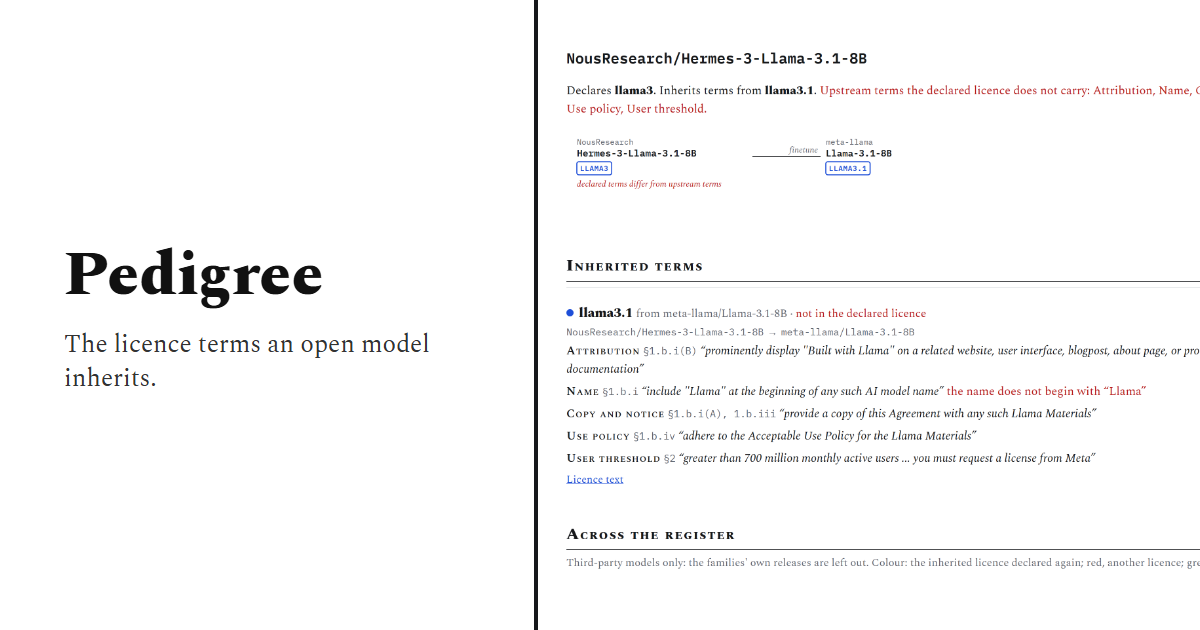 Pedigree
The licence terms an open model
inherits.
NousResearch/Hermes-3-Llama-3.1-8B
Declares llama3. Inherits terms from llama3.1. Upstream terms the declared licence does not carry: Attribution, Name,
Use policy, User threshold.
NousResearch
Hermes-3-Llama-3.1-8B
LLAMA3
declared terms differ from upstream terms
finetune
meta-llama
Llama-3.1-8B
LLAMA3.1
Inherited terms
llama3.1 from meta-llama/Llama-3.1-8B · not in the declared licence
NousResearch/Hermes-3-Llama-3.1-8B → meta-llama/Llama-3.1-8B
Attribution §1.b.i(B) “prominently display "Built with Llama" on a related website, user interface, blogpost, about page, or
documentation”
Name §1.b.i “include "Llama" at the beginning of any such AI model name” the name does not begin with “Llama”
Copy and notice §1.b.i(A), 1.b.iii “provide a copy of this Agreement with any such Llama Materials”
Use policy §1.b.iv “adhere to the Acceptable Use Policy for the Llama Materials”
User threshold §2 “greater than 700 million monthly active users … you must request a license from Meta”
Licence text
Across the register
Third-party models only: the families' own releases are left out. Colour: the inherited licence declared again; red, another licence;